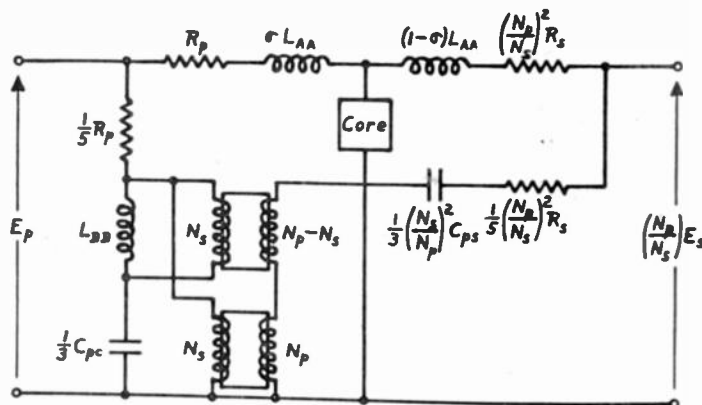 R_p
σ L_AA
(1-σ)L_AA
(N_p/N_s)² R_s
1/5 R_p
Core
E_p
L_DD
N_s
N_p-N_s
1/3 (N_s/N_p)² C_ps
1/5 (N_p/N_s)² R_s
(N_p/N_s) E_s
1/3 C_pc
N_s
N_p